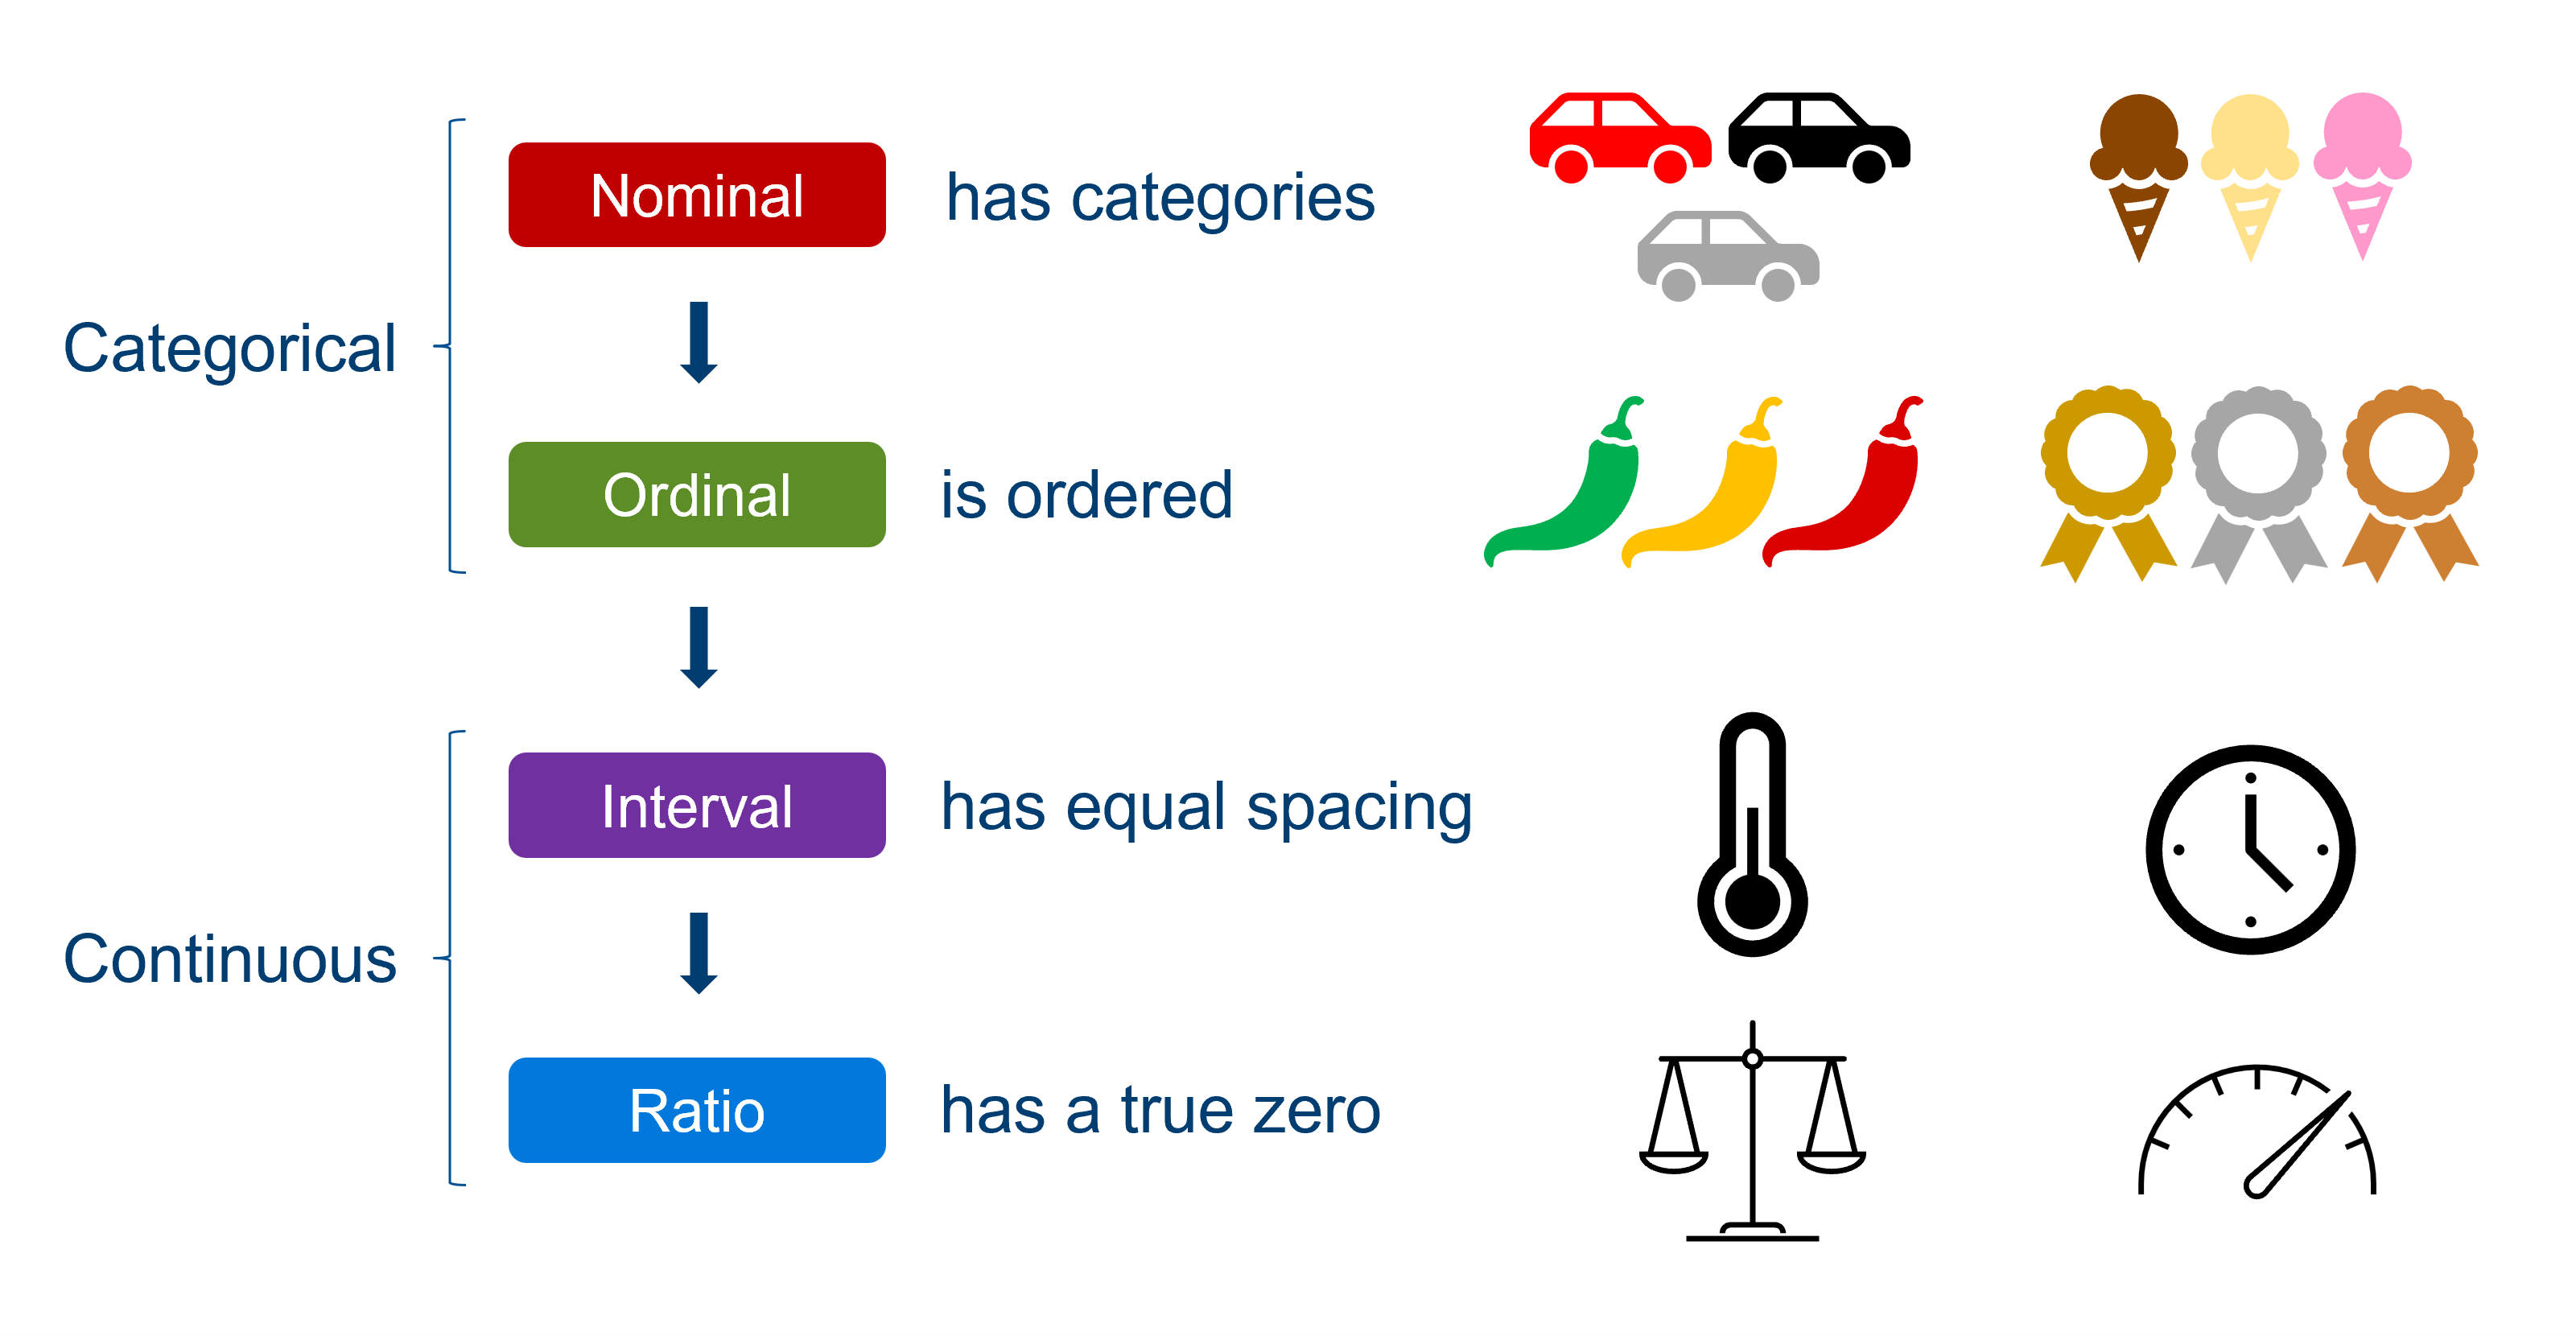 Categorical
Nominal
has categories
Ordinal
is ordered
Continuous
Interval
has equal spacing
Ratio
has a true zero